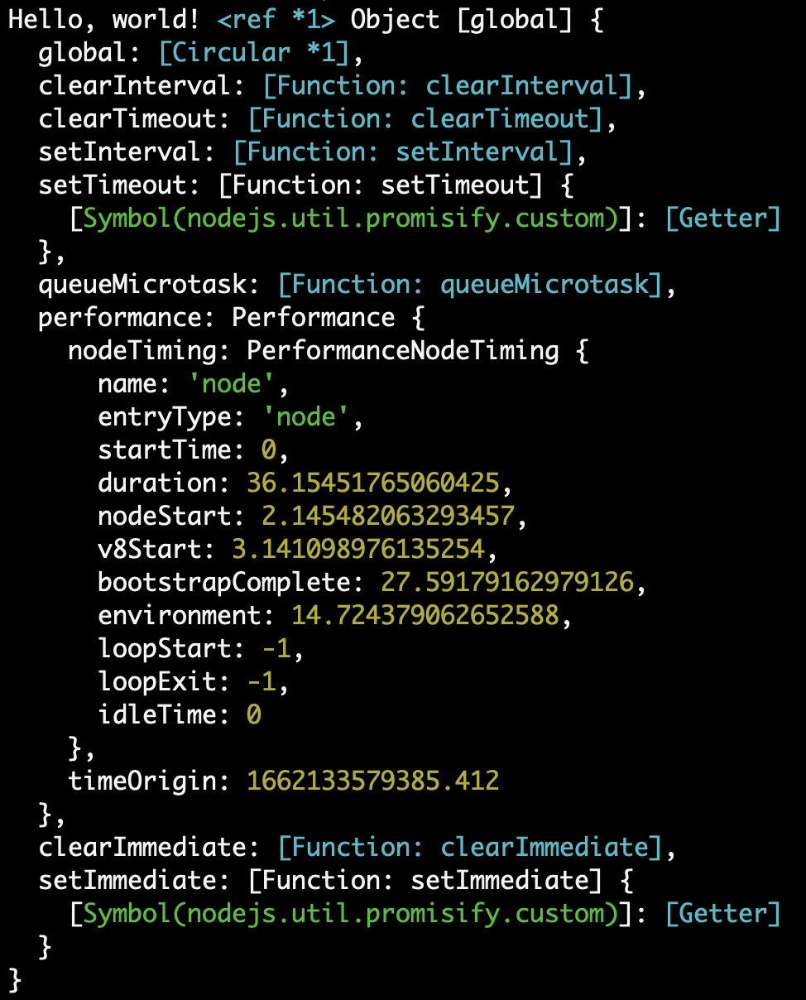 Hello, world! <ref *1> Object [global] {
  global: [Circular *1],
  clearInterval: [Function: clearInterval],
  clearTimeout: [Function: clearTimeout],
  setInterval: [Function: setInterval],
  setTimeout: [Function: setTimeout] {
    [Symbol(nodejs.util.promisify.custom)]: [Getter]
  },
  queueMicrotask: [Function: queueMicrotask],
  performance: Performance {
    nodeTiming: PerformanceNodeTiming {
      name: 'node',
      entryType: 'node',
      startTime: 0,
      duration: 36.15451765060425,
      nodeStart: 2.145482063293457,
      v8Start: 3.141098976135254,
      bootstrapComplete: 27.59179162979126,
      environment: 14.724379062652588,
      loopStart: -1,
      loopExit: -1,
      idleTime: 0
    },
    timeOrigin: 1662133579385.412
  },
  clearImmediate: [Function: clearImmediate],
  setImmediate: [Function: setImmediate] {
    [Symbol(nodejs.util.promisify.custom)]: [Getter]
  }
}